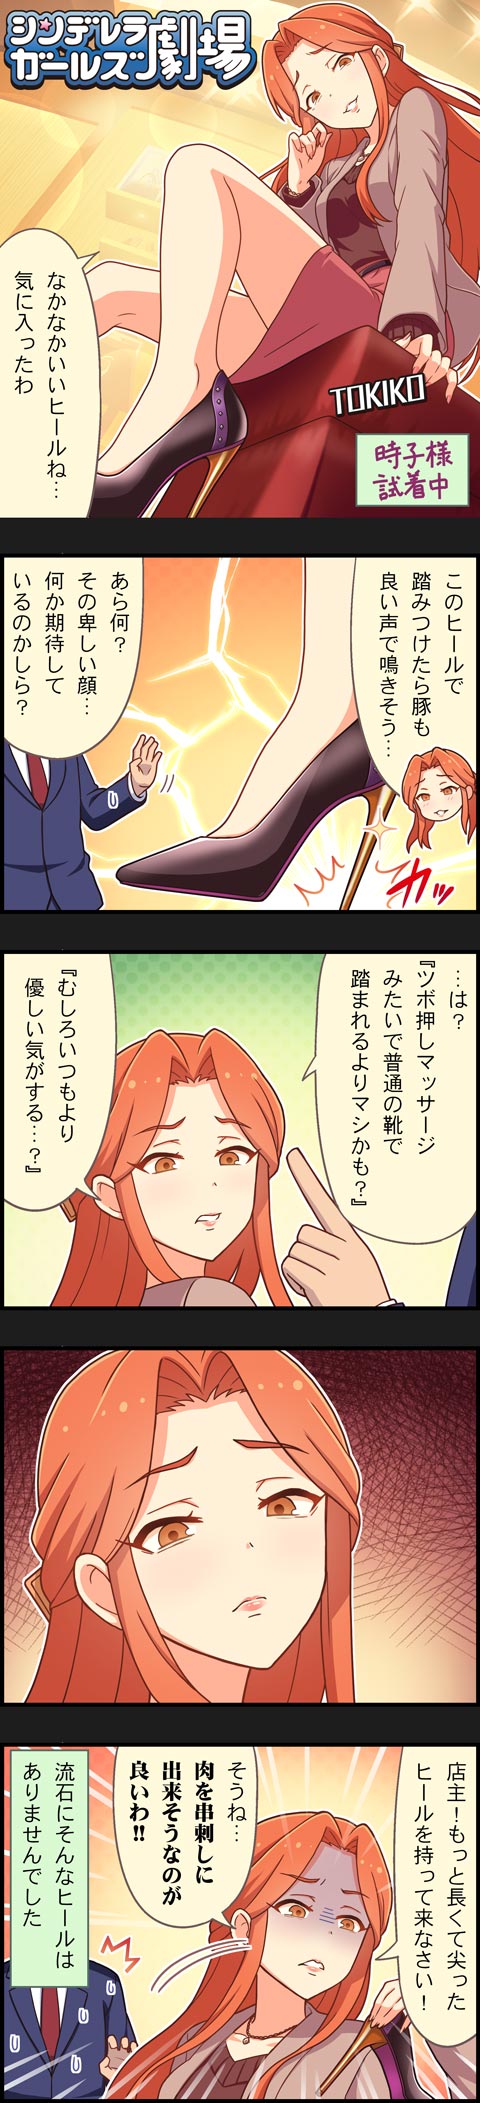 シンデレラ
ガールズ劇場
なかなかいいヒールね…
気に入ったわ
TOKIKO
時子様
試着中
このヒールで
踏みつけたら豚も
良い声で鳴きそう…
あら何?
その卑しい顔…
何か期待して
いるのかしら?
カッ
…は?
『ツボ押しマッサージ
みたいで普通の靴で
踏まれるよりマシかも?』
『むしろいつもより
優しい気がする…?』
店主!もっと長くて尖った
ヒールを持って来なさい!
そうね…
肉を串刺しに
出来そうなのが
良いわ!!
流石にそんなヒールは
ありませんでした